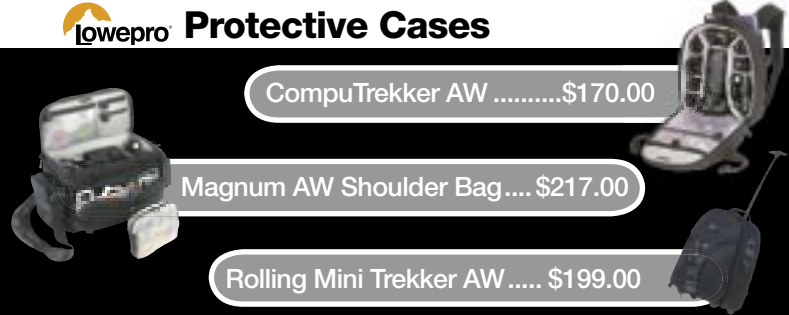 Lowepro Protective Cases
CompuTrekker AW ..........$170.00
Magnum AW Shoulder Bag.... $217.00
Rolling Mini Trekker AW..... $199.00